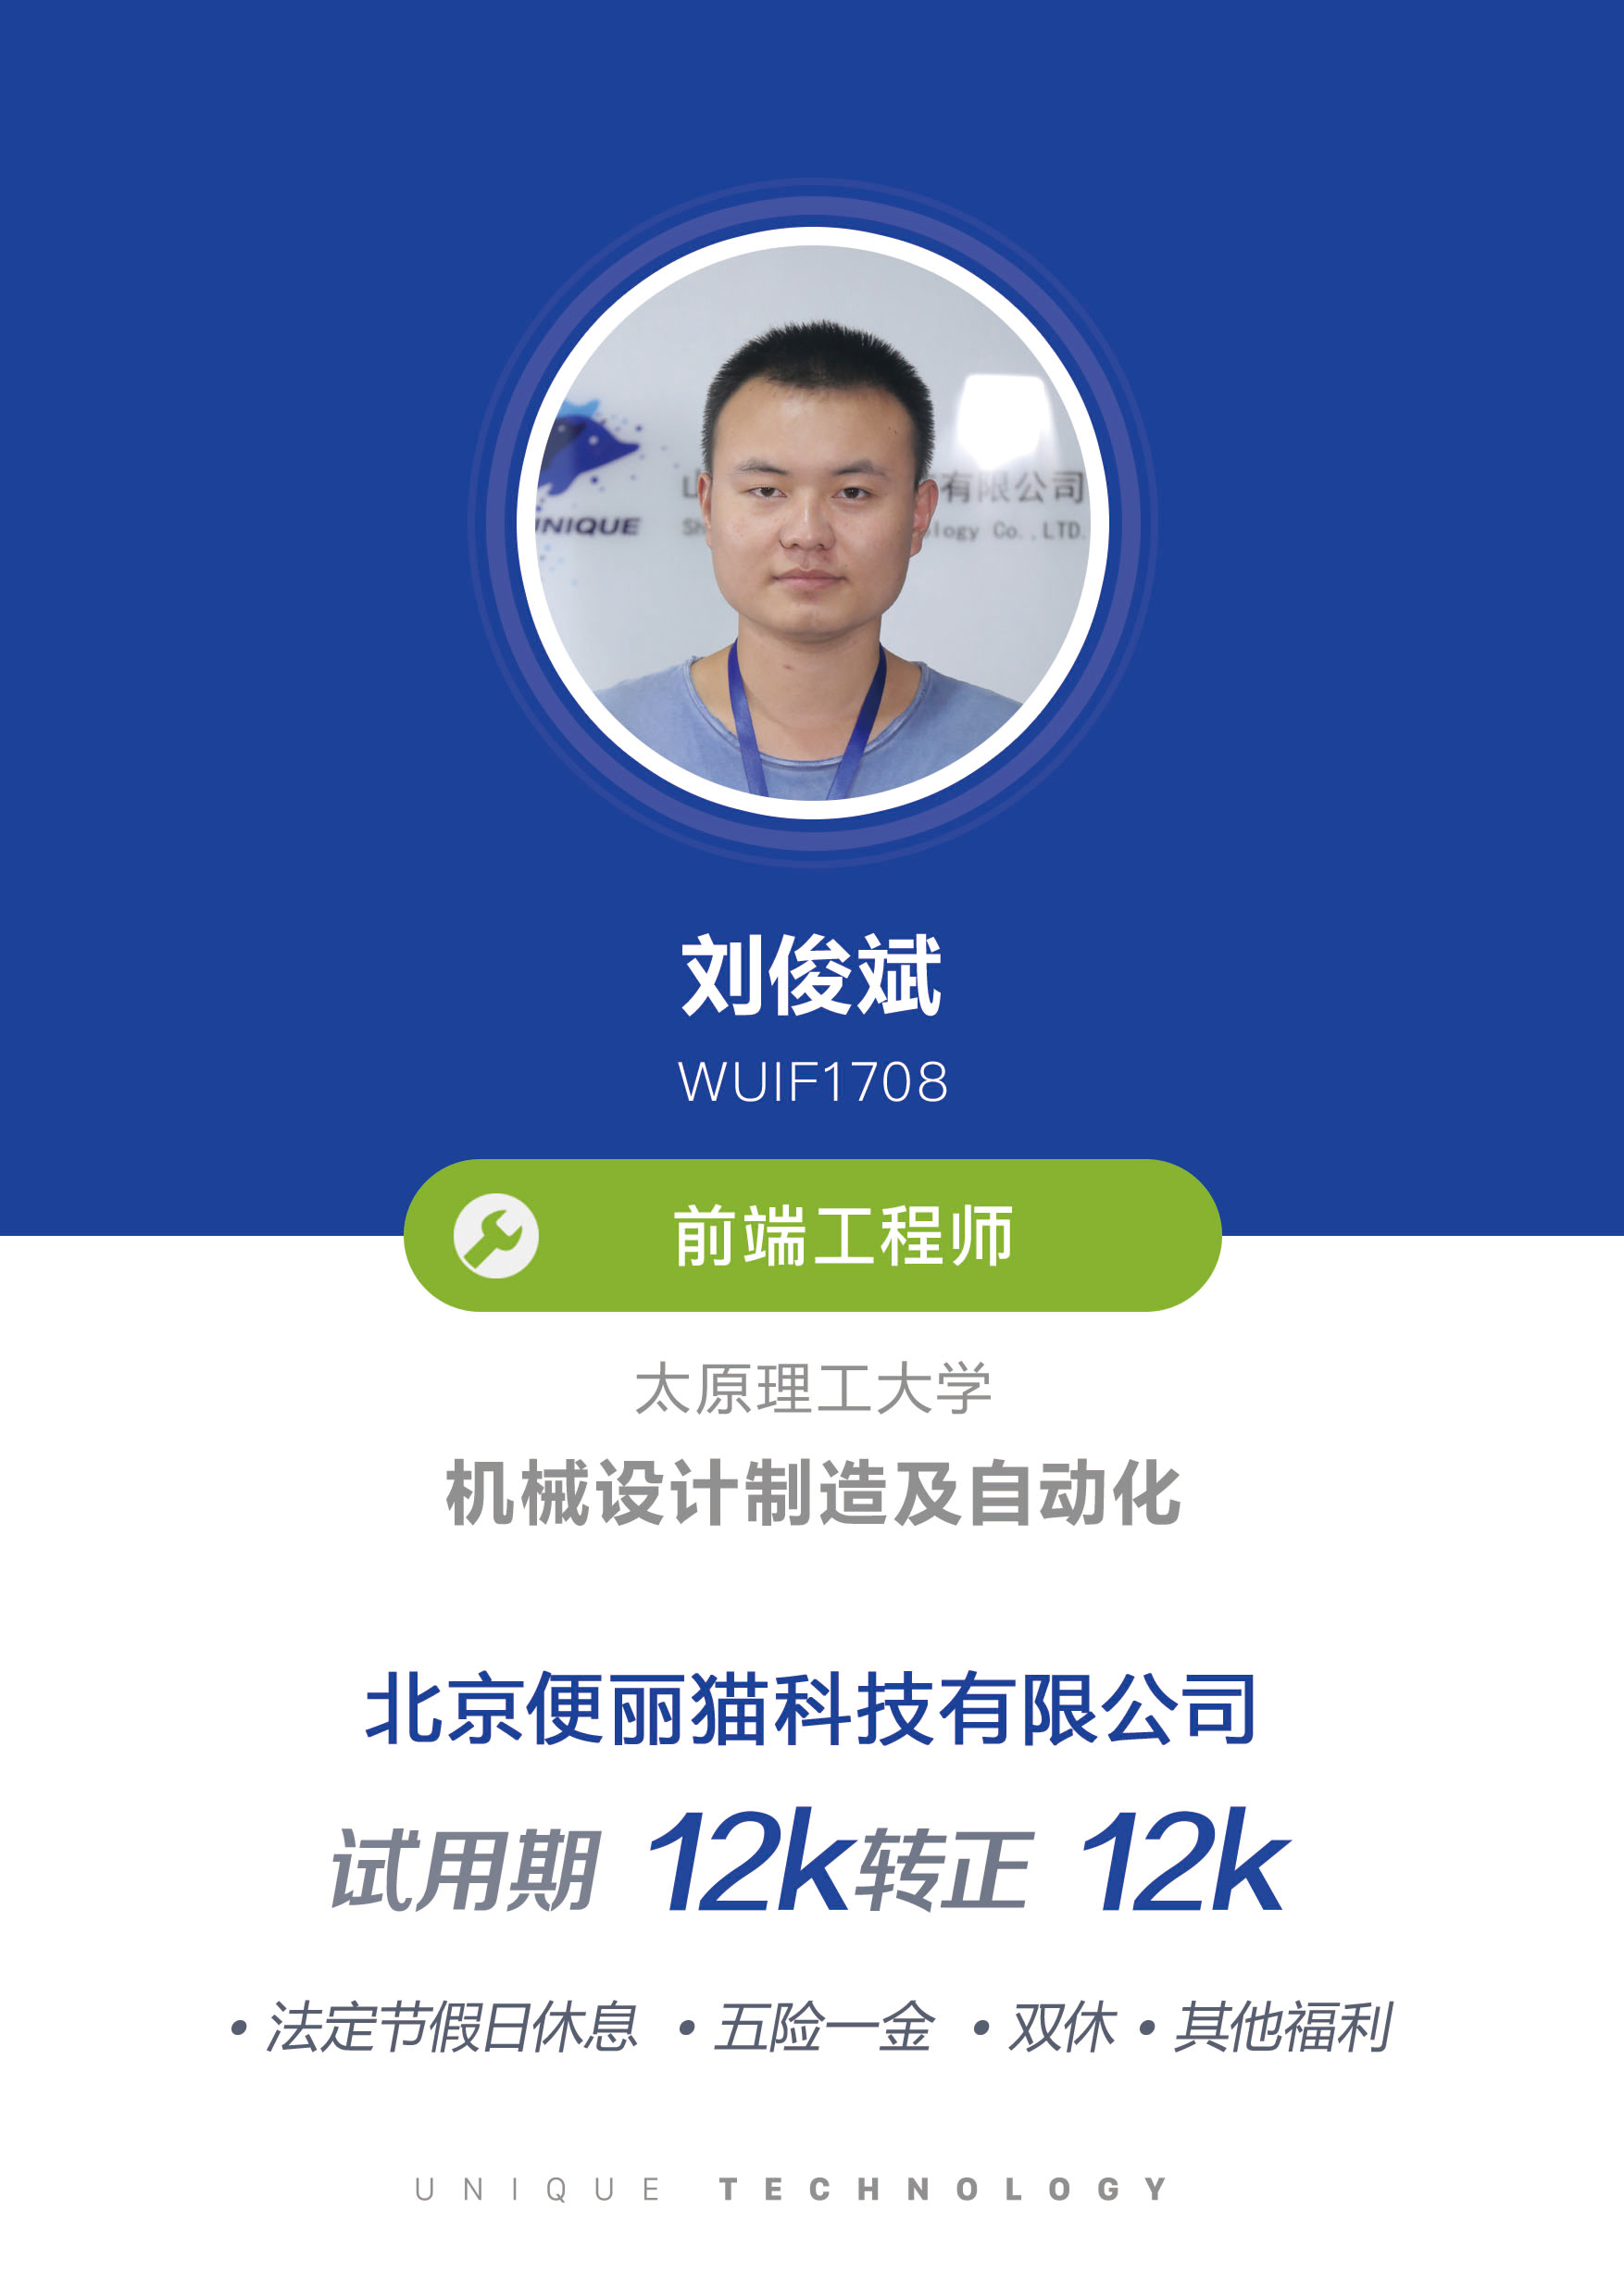 UNIQUE
有限公司
ology Co.,LTD.
刘俊斌
WUIF1708
前端工程师
太原理工大学
机械设计制造及自动化
北京便丽猫科技有限公司
试用期 12k转正 12k
• 法定节假日休息 • 五险一金 • 双休 • 其他福利
UNIQUE TECHNOLOGY